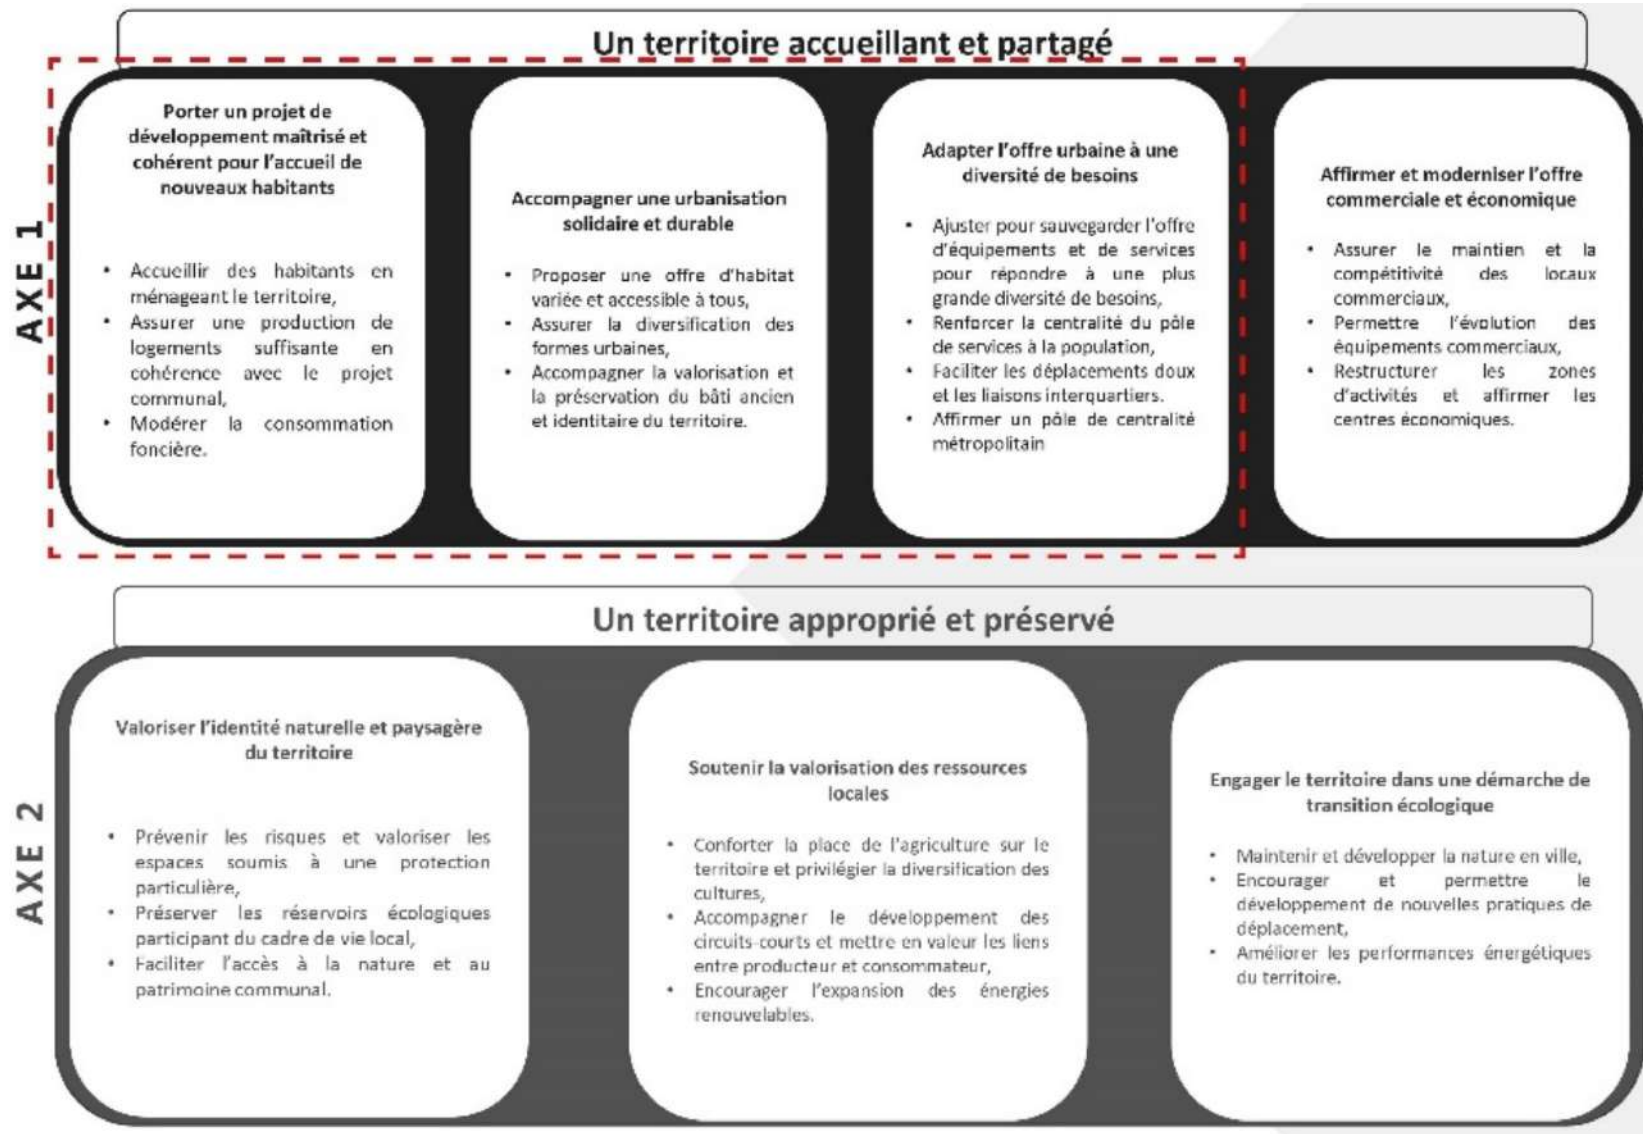 Un territoire accueillant et partagé
AXE 1
Porter un projet de
développement maîtrisé et
cohérent pour l'accueil de
nouveaux habitants
• Accueillir des habitants en
ménageant le territoire,
• Assurer une production de
logements suffisante en
cohérence avec le projet
communal,
• Modérer la consommation
foncière.
Accompagner une urbanisation
solidaire et durable
• Proposer une offre d'habitat
variée et accessible à tous,
• Assurer la diversification des
formes urbaines,
• Accompagner la valorisation et
la préservation du bâti ancien
et identitaire du territoire.
Adapter l'offre urbaine à une
diversité de besoins
• Ajuster pour sauvegarder l'offre
d'équipements et de services
pour répondre à une plus
grande diversité de besoins,
• Renforcer la centralité du pôle
de services à la population,
• Faciliter les déplacements doux
et les liaisons interquartiers.
• Affirmer un pôle de centralité
métropolitain
Affirmer et moderniser l'offre
commerciale et économique
• Assurer le maintien et la
compétitivité des locaux
commerciaux,
• Permettre l'évolution des
équipements commerciaux,
• Restructurer les zones
d'activités et affirmer les
centres économiques.
Un territoire approprié et préservé
AXE 2
Valoriser l'identité naturelle et paysagère
du territoire
• Prévenir les risques et valoriser les
espaces soumis à une protection
particulière,
• Préserver les réservoirs écologiques
participant du cadre de vie local,
• Faciliter l'accès à la nature et au
patrimoine communal.
Soutenir la valorisation des ressources
locales
• Conforter la place de l'agriculture sur le
territoire et privilégier la diversification des
cultures,
• Accompagner le développement des
circuits-courts et mettre en valeur les liens
entre producteur et consommateur,
• Encourager l'expansion des énergies
renouvelables.
Engager le territoire dans une démarche de
transition écologique
• Maintenir et développer la nature en ville,
• Encourager et permettre le
développement de nouvelles pratiques de
déplacement,
• Améliorer les performances énergétiques
du territoire.